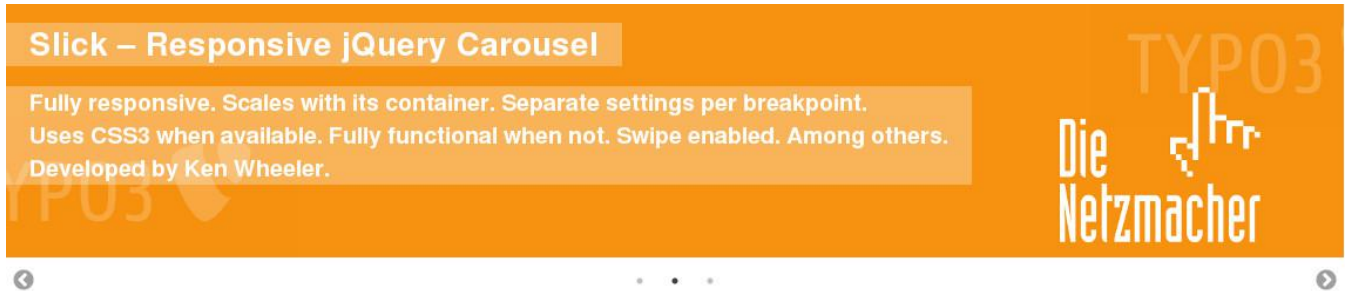 Slick – Responsive jQuery Carousel
TYPO3
Fully responsive. Scales with its container. Separate settings per breakpoint.
Uses CSS3 when available. Fully functional when not. Swipe enabled. Among others.
Developed by Ken Wheeler.
YPO3
Die
Netzmacher